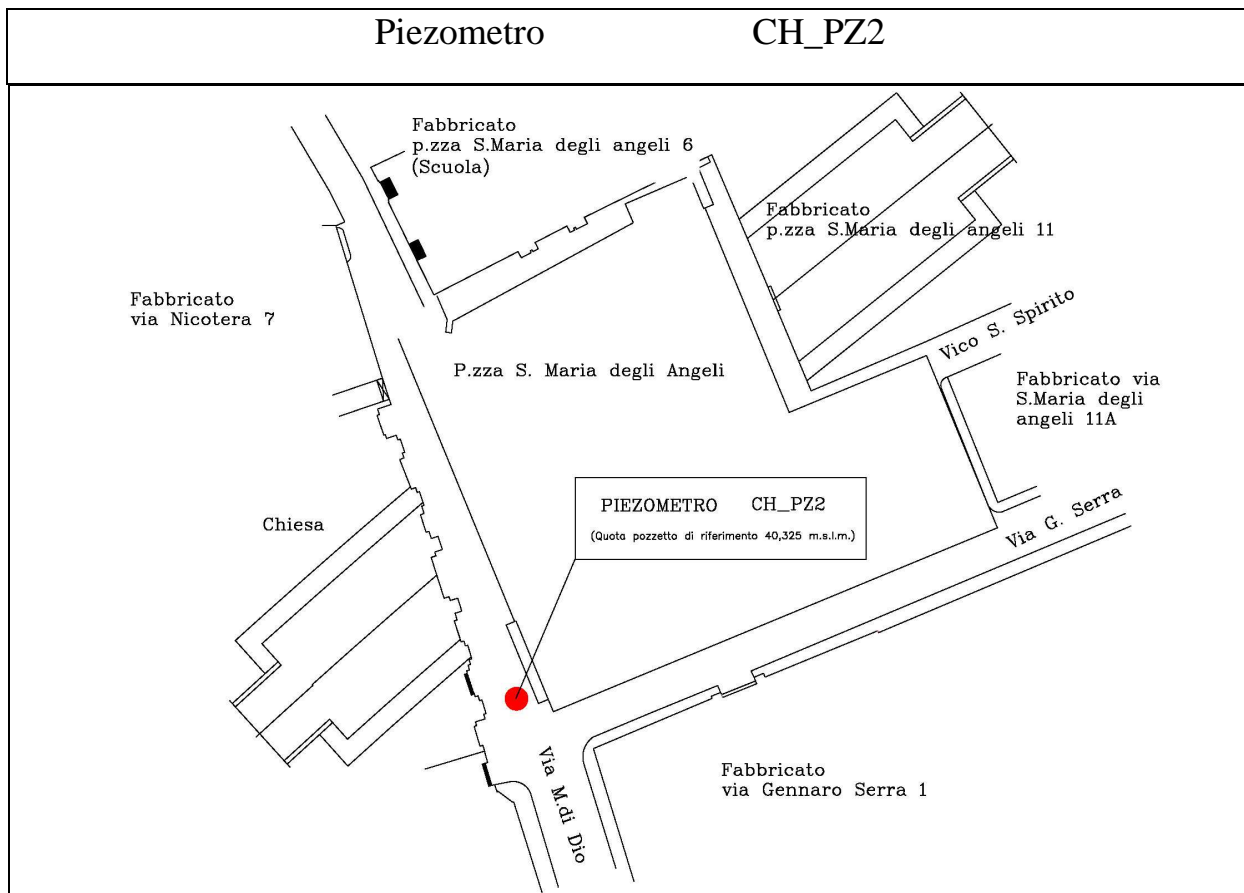 Piezometro CH_PZ2
Fabbricato
p.zza S.Maria degli angeli 6
(Scuola)
Fabbricato
p.zza S.Maria degli angeli 11
Fabbricato
via Nicotera 7
Vico S. Spirito
P.zza S. Maria degli Angeli
Fabbricato via
S.Maria degli
angeli 11A
PIEZOMETRO CH_PZ2
(Quota pozzetto di riferimento 40,325 m.s.l.m.)
Chiesa
Via G. Serra
Via M.di Dio
Fabbricato
via Gennaro Serra 1